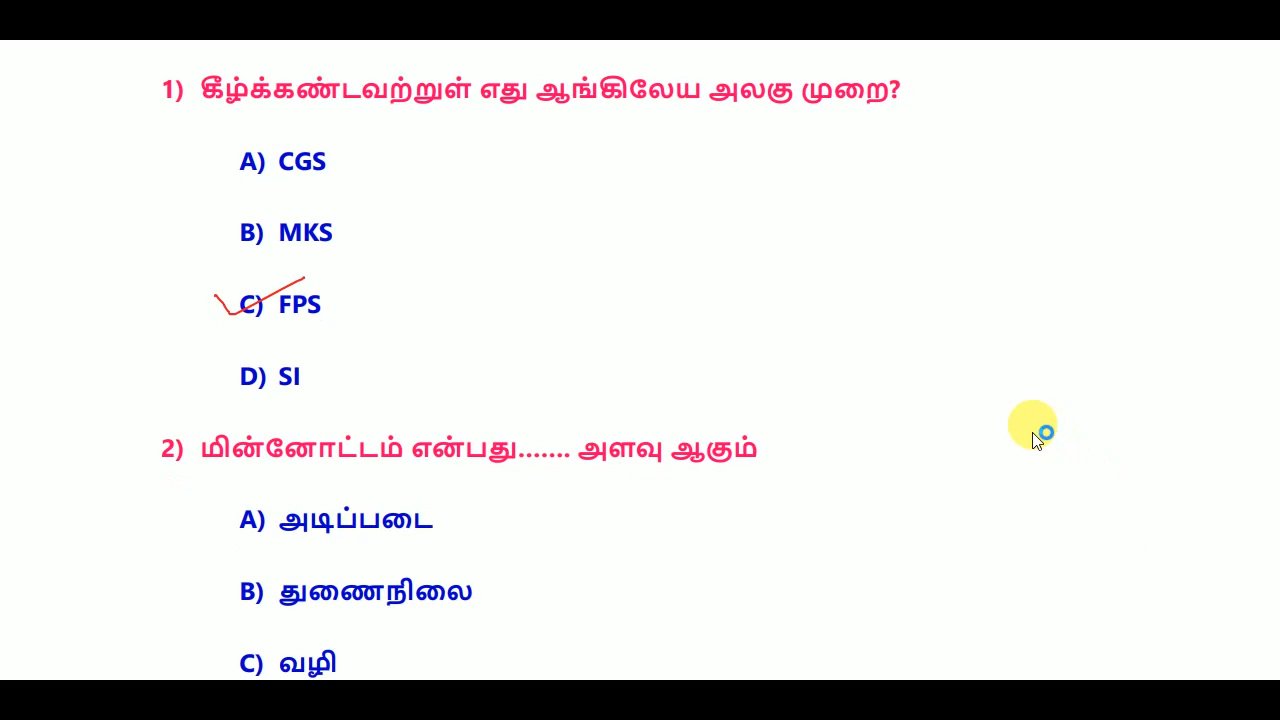 1) கீழ்க்கண்டவற்றுள் எது ஆங்கிலேய அலகு முறை?
A) CGS
B) MKS
C) FPS
D) SI
2) மின்னோட்டம் என்பது....... அளவு ஆகும்
A) அடிப்படை
B) துணைநிலை
C) வழி